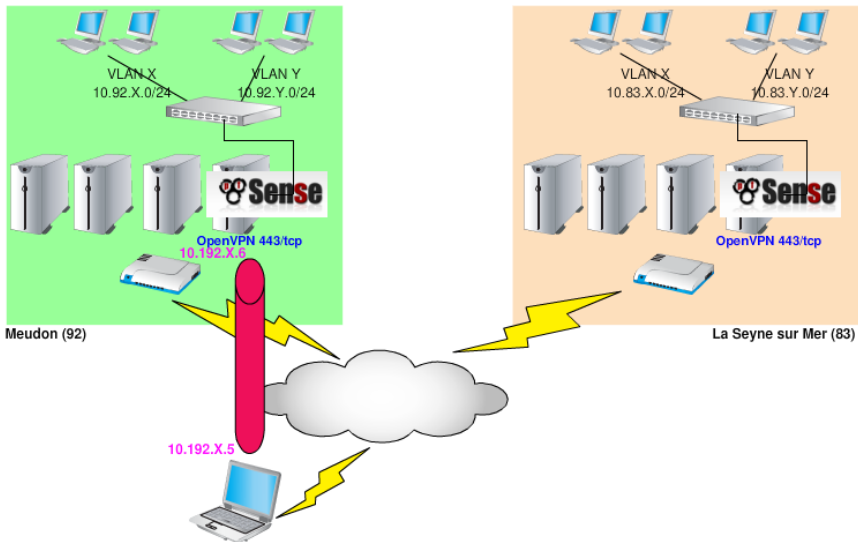 VLAN X
10.92.X.0/24
VLAN Y
10.92.Y.0/24
Sense
OpenVPN 443/tcp
10.192.X.6
Meudon (92)
VLAN X
10.83.X.0/24
VLAN Y
10.83.Y.0/24
Sense
OpenVPN 443/tcp
La Seyne sur Mer (83)
10.192.X.5